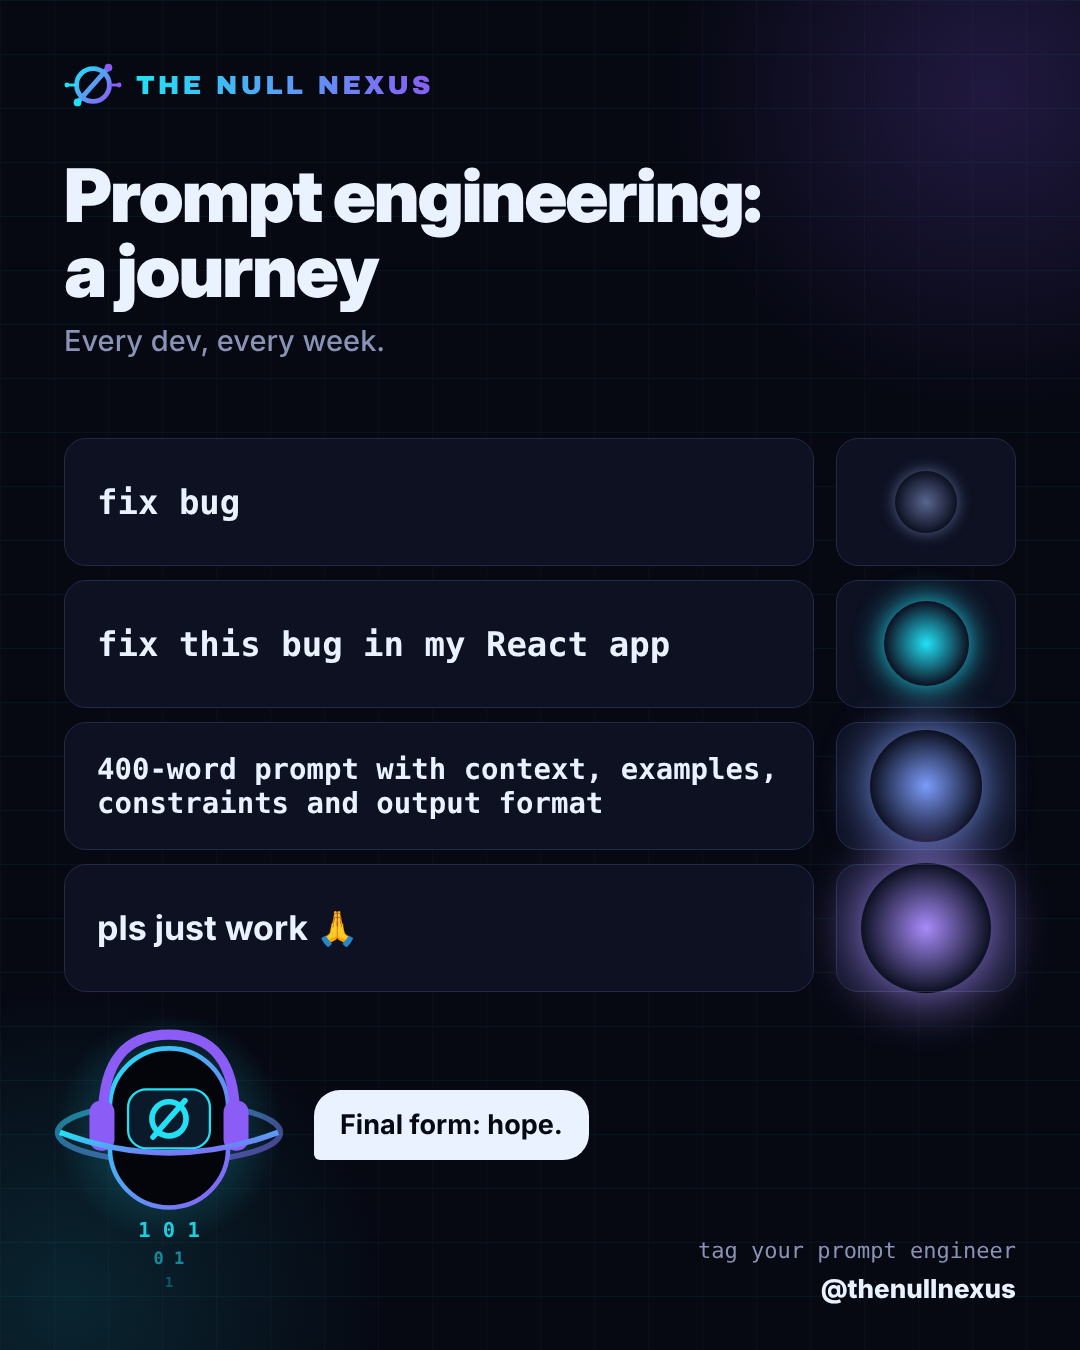 THE NULL NEXUS
Prompt engineering:
a journey
Every dev, every week.
fix bug
fix this bug in my React app
400-word prompt with context, examples,
constraints and output format
pls just work 🙏
Final form: hope.
1 0 1
0 1
1
tag your prompt engineer
@thenullnexus